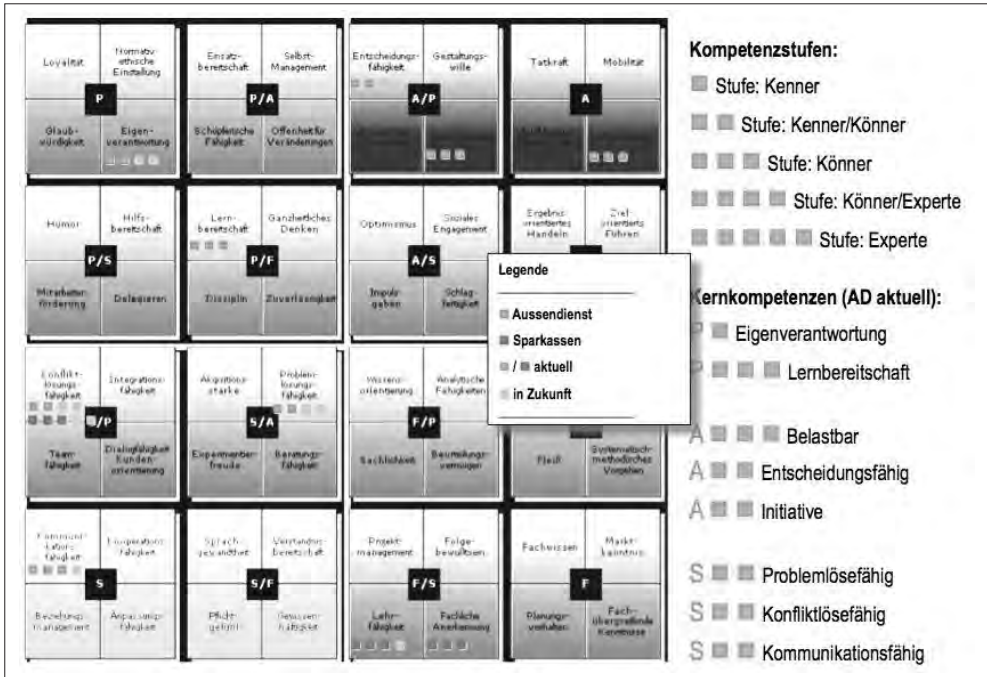 Loyalität
Normativ-
ethische
Einstellung
P
Glaub-
würdigkeit
Eigen-
verantwortung
Einsatz-
bereitschaft
Selbst-
Management
P/A
Schöpferische
Fähigkeit
Offenheit für
Veränderungen
Entscheidungs-
fähigkeit
Gestaltungs-
wille
A/P
Tatkraft
Mobilität
A
Humor
Hilfs-
bereitschaft
P/S
Mitarbeiter-
förderung
Delegieren
Lern-
bereitschaft
Ganzheitliches
Denken
P/F
Disziplin
Zuverlässigkeit
Optimismus
Soziales
Engagement
A/S
Impuls-
geben
Schlag-
fertigkeit
Ergebnis
orientiertes
Handeln
Ziel-
orientiertes
Führen
Konflikt-
lösungs-
fähigkeit
Integrations-
fähigkeit
/P
Team-
fähigkeit
Dialogfähigkeit
Kunden-
orientierung
Akquisitions-
stärke
Problem-
lösungs-
fähigkeit
S/A
Experimentier-
freude
Beratungs-
fähigkeit
Wissens-
orientierung
Analytische
Fähigkeiten
F/P
Sachlichkeit
Beurteilungs-
vermögen
Fleiß
Systematisch-
methodisches
Vorgehen
Kommuni-
kations-
fähigkeit
Kooperations-
fähigkeit
S
Beziehungs-
management
Anpassungs-
fähigkeit
Sprach-
gewandtheit
Verständnis-
bereitschaft
S/F
Pflicht-
gefühl
Gewissen-
haftigkeit
Projekt-
management
Folge-
bewußtsein
F/S
Lehr-
fähigkeit
Fachliche
Anerkennung
Fachwissen
Markt-
kenntnis
F
Planungs-
verhalten
Fach-
übergreifende
Kenntnisse
Legende
Aussendienst
Sparkassen
/ aktuell
in Zukunft
Kompetenzstufen:
Stufe: Kenner
Stufe: Kenner/Könner
Stufe: Könner
Stufe: Könner/Experte
Stufe: Experte
Kernkompetenzen (AD aktuell):
P Eigenverantwortung
P Lernbereitschaft
A Belastbar
A Entscheidungsfähig
A Initiative
S Problemlösefähig
S Konfliktlösefähig
S Kommunikationsfähig